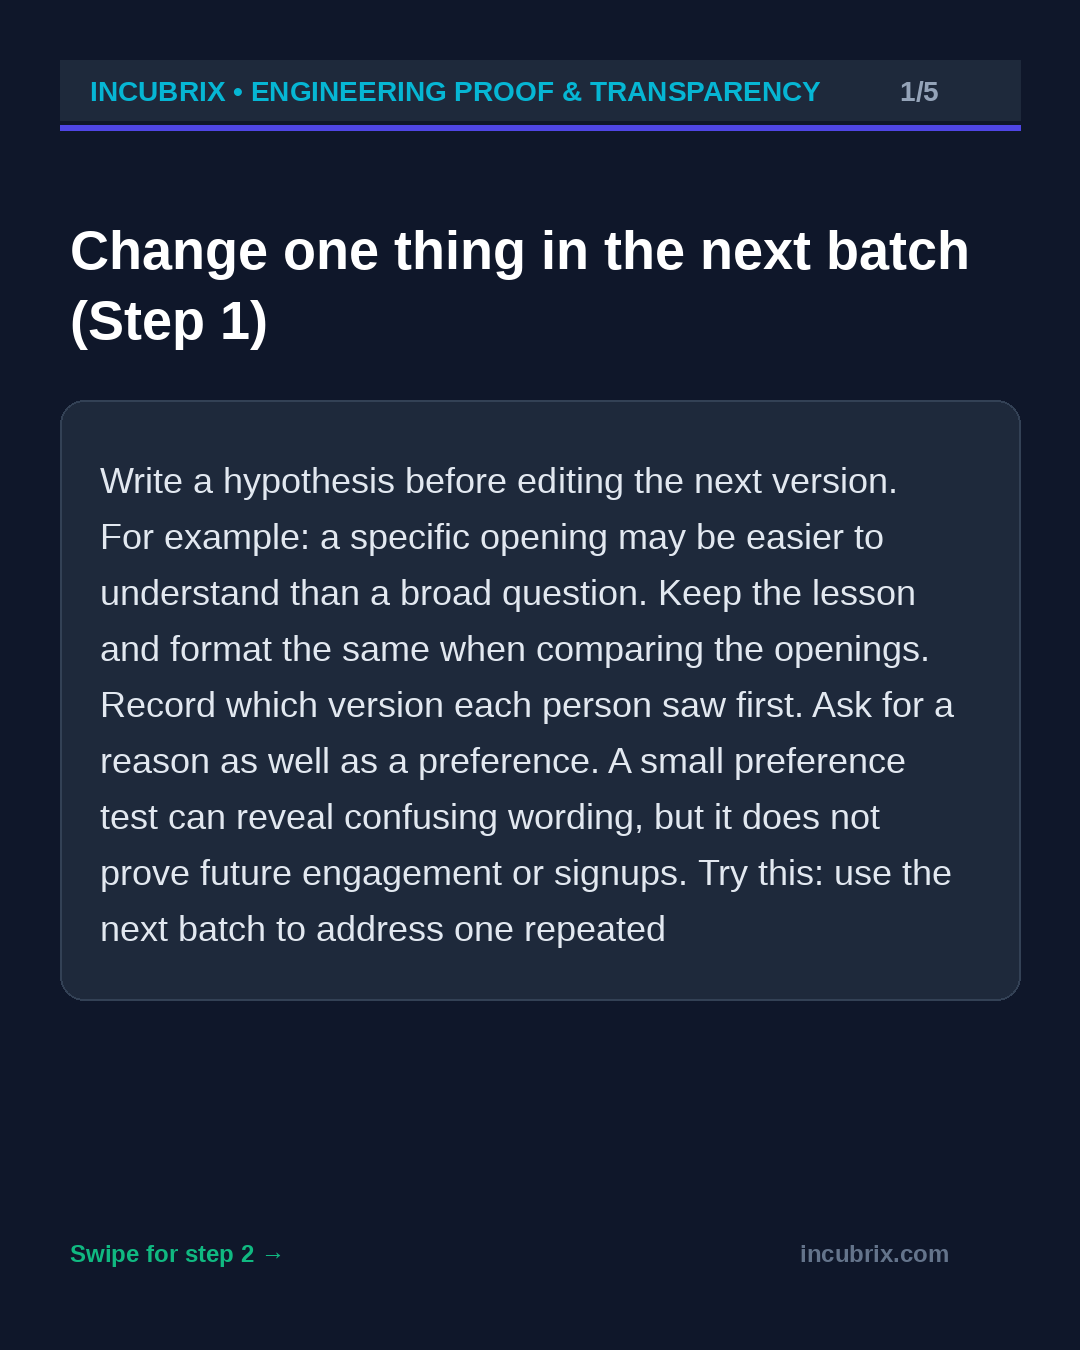 INCUBRIX • ENGINEERING PROOF & TRANSPARENCY 1/5
Change one thing in the next batch
(Step 1)
Write a hypothesis before editing the next version.
For example: a specific opening may be easier to
understand than a broad question. Keep the lesson
and format the same when comparing the openings.
Record which version each person saw first. Ask for a
reason as well as a preference. A small preference
test can reveal confusing wording, but it does not
prove future engagement or signups. Try this: use the
next batch to address one repeated
Swipe for step 2 → incubrix.com